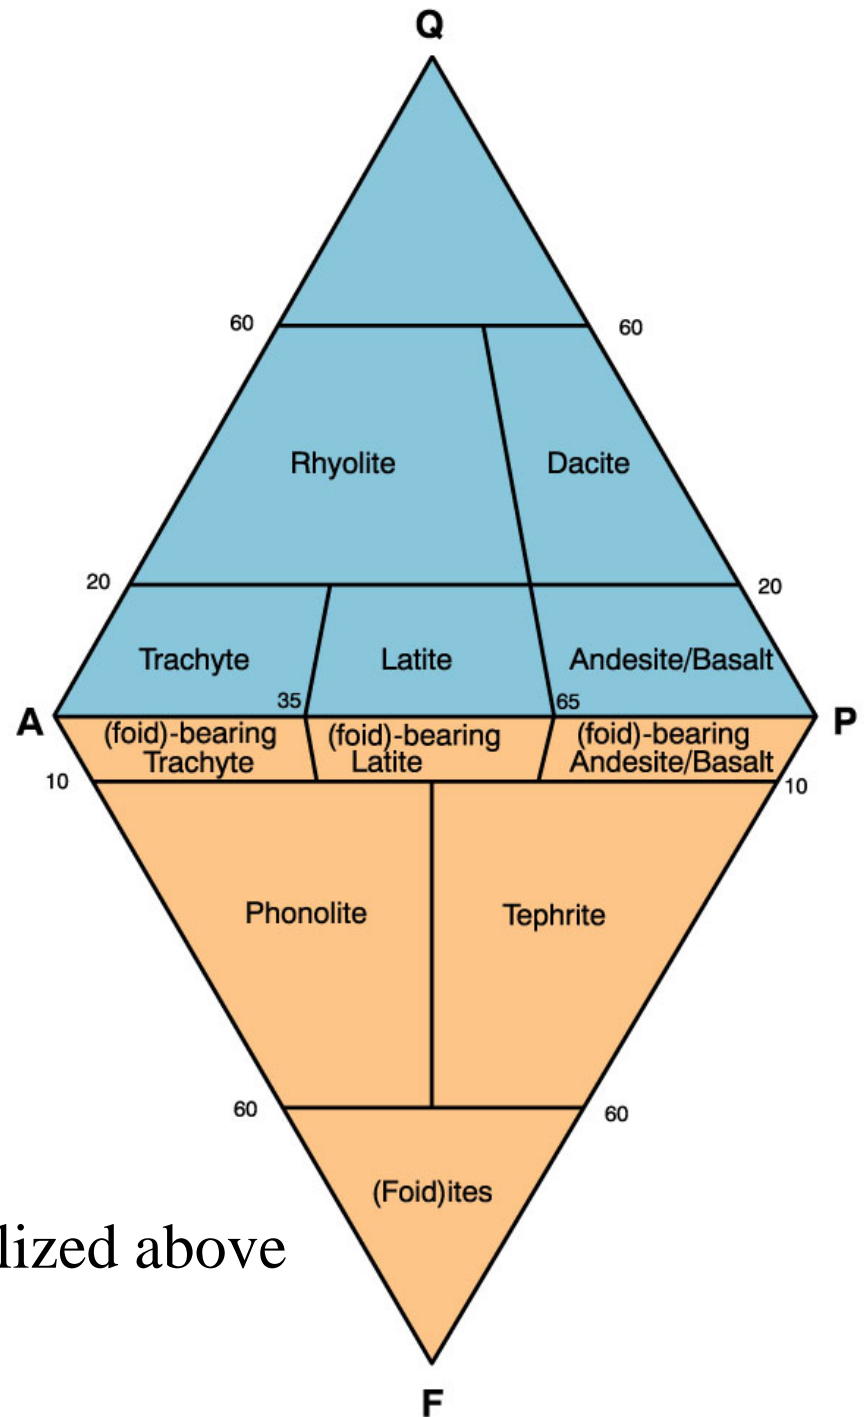 Q
60
60
Rhyolite
Dacite
20
20
Trachyte
Latite
Andesite/Basalt
35
65
A
P
(foid)-bearing
Trachyte
(foid)-bearing
Latite
(foid)-bearing
Andesite/Basalt
10
10
Phonolite
Tephrite
60
60
(Foid)ites
lized above
F